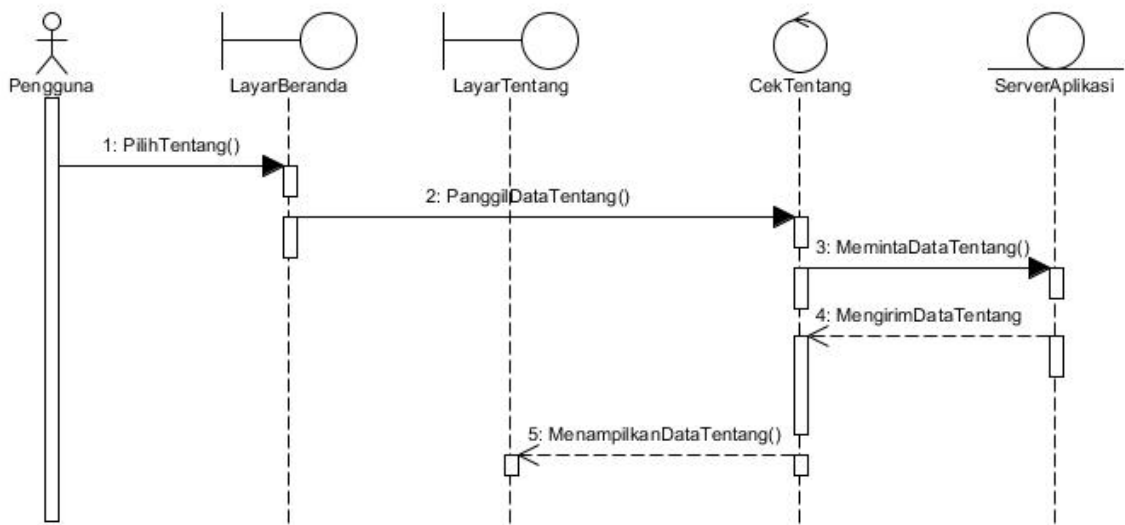 Pengguna
LayarBeranda
LayarTentang
CekTentang
ServerAplikasi
1: PilihTentang()
2: PanggilDataTentang()
3: MemintaDataTentang()
4: MengirimDataTentang
5: MenampilkanDataTentang()